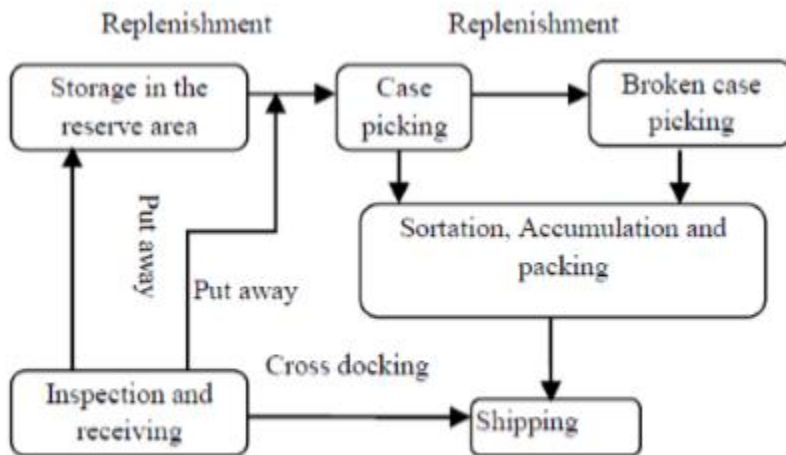 Replenishment
Replenishment
Storage in the
reserve area
Case
picking
Broken case
picking
Put away
Put away
Sortation, Accumulation and
packing
Cross docking
Inspection and
receiving
Shipping